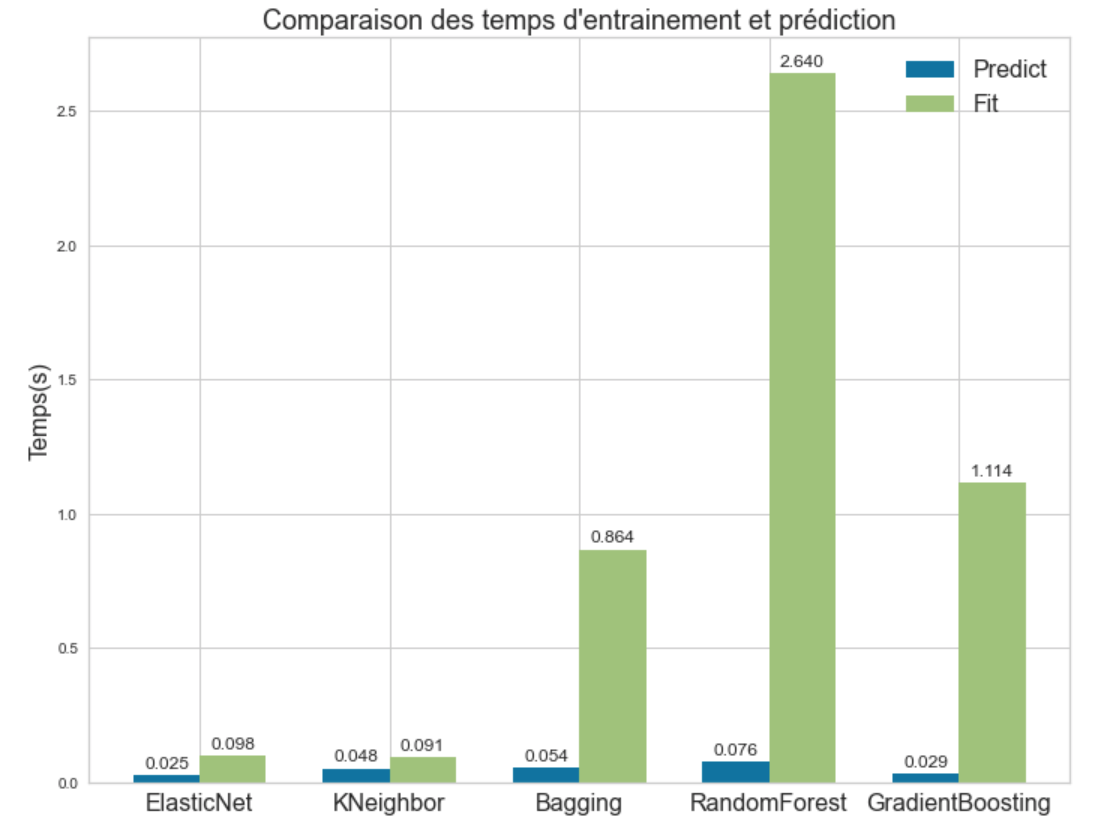 Comparaison des temps d'entrainement et prédiction
Predict
Fit
Temps(s)
2.5
2.0
1.5
1.0
0.5
0.0
0.025
0.098
0.048
0.091
0.054
0.864
0.076
2.640
0.029
1.114
ElasticNet
KNeighbor
Bagging
RandomForest
GradientBoosting